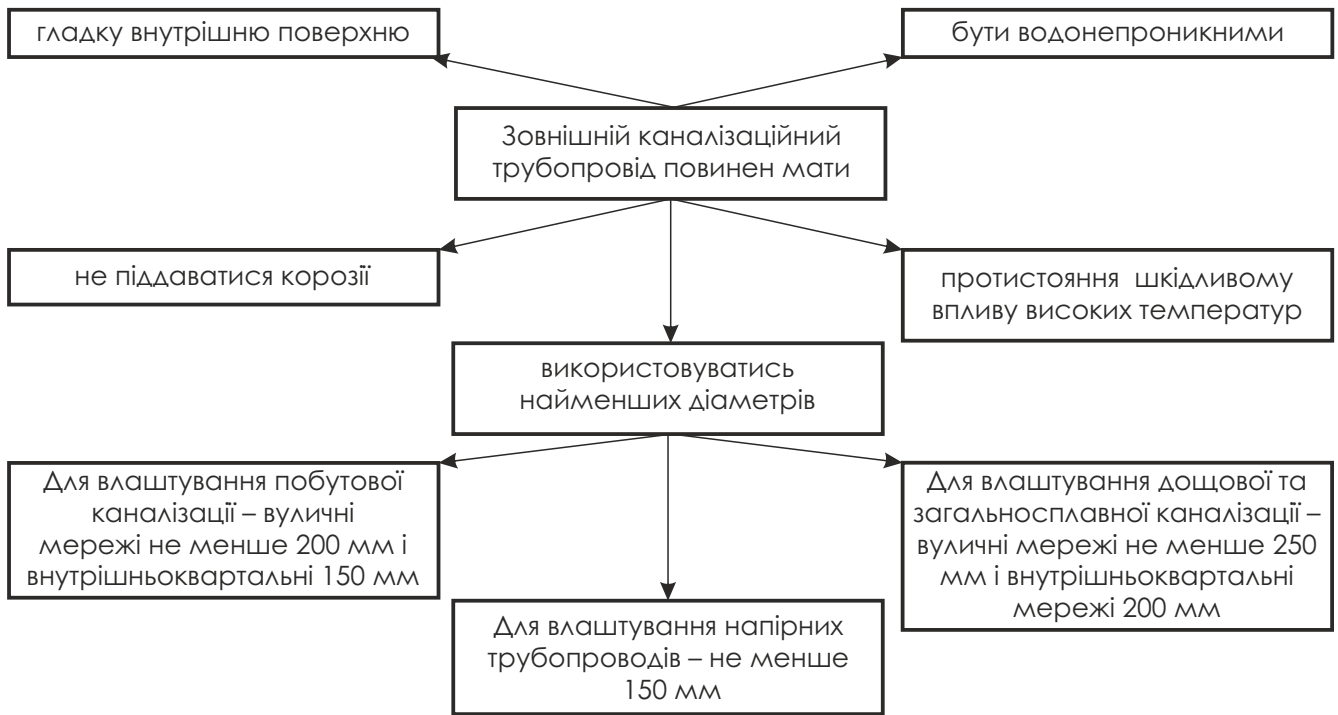 гладку внутрішню поверхню
бути водонепроникними
Зовнішній каналізаційний
трубопровід повинен мати
не піддаватися корозії
протистояння шкідливому
впливу високих температур
використовуватись
найменших діаметрів
Для влаштування побутової
каналізації – вуличні
мережі не менше 200 мм і
внутрішньоквартальні 150 мм
Для влаштування дощової та
загальносплавної каналізації –
вуличні мережі не менше 250
мм і внутрішньоквартальні
мережі 200 мм
Для влаштування напірних
трубопроводів – не менше
150 мм